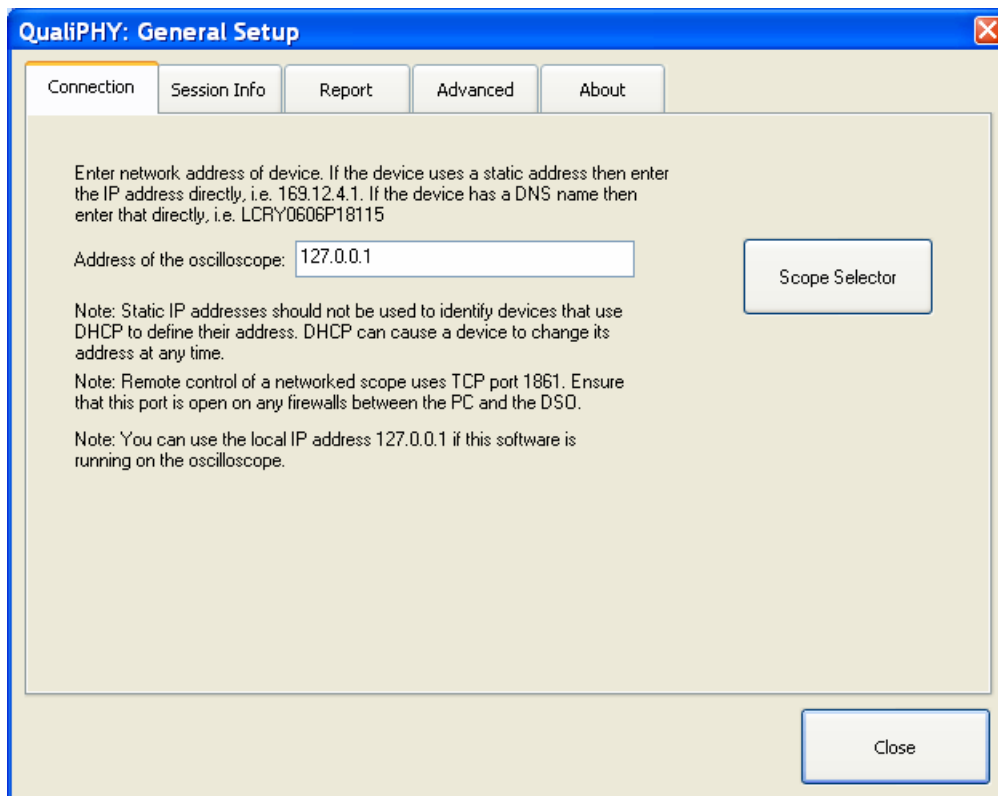 QualiPHY: General Setup
Connection Session Info Report Advanced About
Enter network address of device. If the device uses a static address then enter
the IP address directly, i.e. 169.12.4.1. If the device has a DNS name then
enter that directly, i.e. LCRY0606P18115
Address of the oscilloscope: 127.0.0.1
Scope Selector
Note: Static IP addresses should not be used to identify devices that use
DHCP to define their address. DHCP can cause a device to change its
address at any time.
Note: Remote control of a networked scope uses TCP port 1861. Ensure
that this port is open on any firewalls between the PC and the DSO.
Note: You can use the local IP address 127.0.0.1 if this software is
running on the oscilloscope.
Close